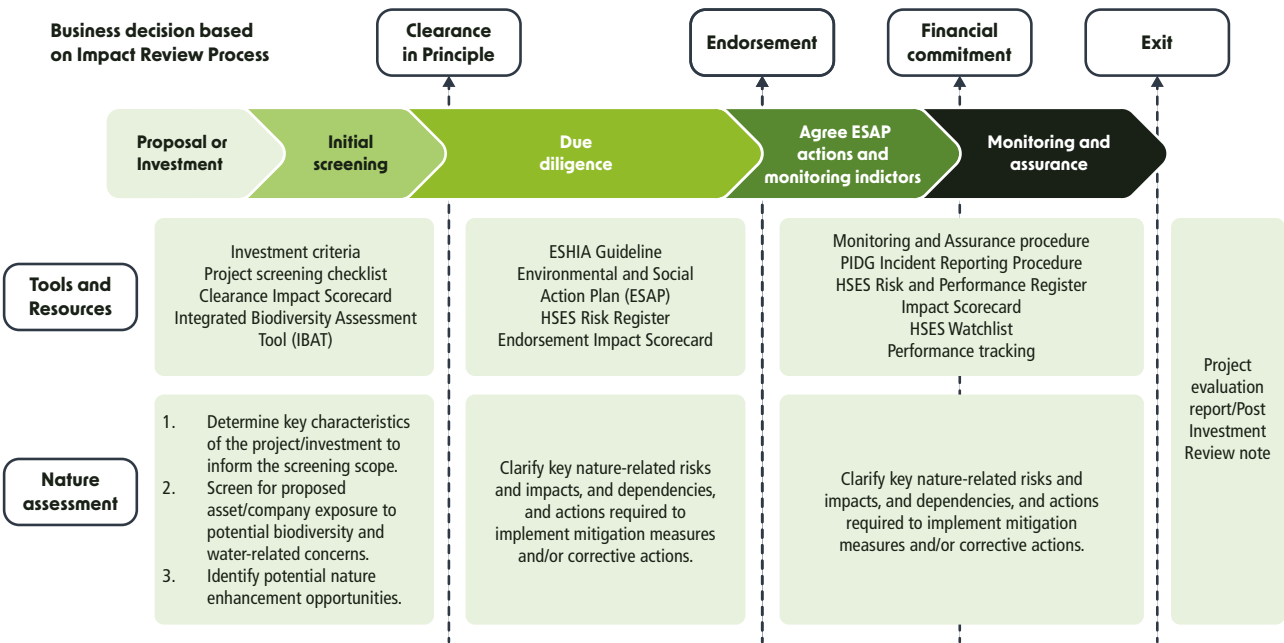 Business decision based
on Impact Review Process
Clearance
in Principle
Endorsement
Financial
commitment
Exit
Proposal or
Investment
Initial
screening
Due
diligence
Agree ESAP
actions and
monitoring indictors
Monitoring and
assurance
Tools and
Resources
Investment criteria
Project screening checklist
Clearance Impact Scorecard
Integrated Biodiversity Assessment
Tool (IBAT)
ESHIA Guideline
Environmental and Social
Action Plan (ESAP)
HSES Risk Register
Endorsement Impact Scorecard
Monitoring and Assurance procedure
PIDG Incident Reporting Procedure
HSES Risk and Performance Register
Impact Scorecard
HSES Watchlist
Performance tracking
Project
evaluation
report/Post
Investment
Review note
Nature
assessment
1. Determine key characteristics
of the project/investment to
inform the screening scope.
2. Screen for proposed
asset/company exposure to
potential biodiversity and
water-related concerns.
3. Identify potential nature
enhancement opportunities.
Clarify key nature-related risks
and impacts, and dependencies,
and actions required to
implement mitigation measures
and/or corrective actions.
Clarify key nature-related risks and
impacts, and dependencies, and actions
required to implement mitigation
measures and/or corrective actions.